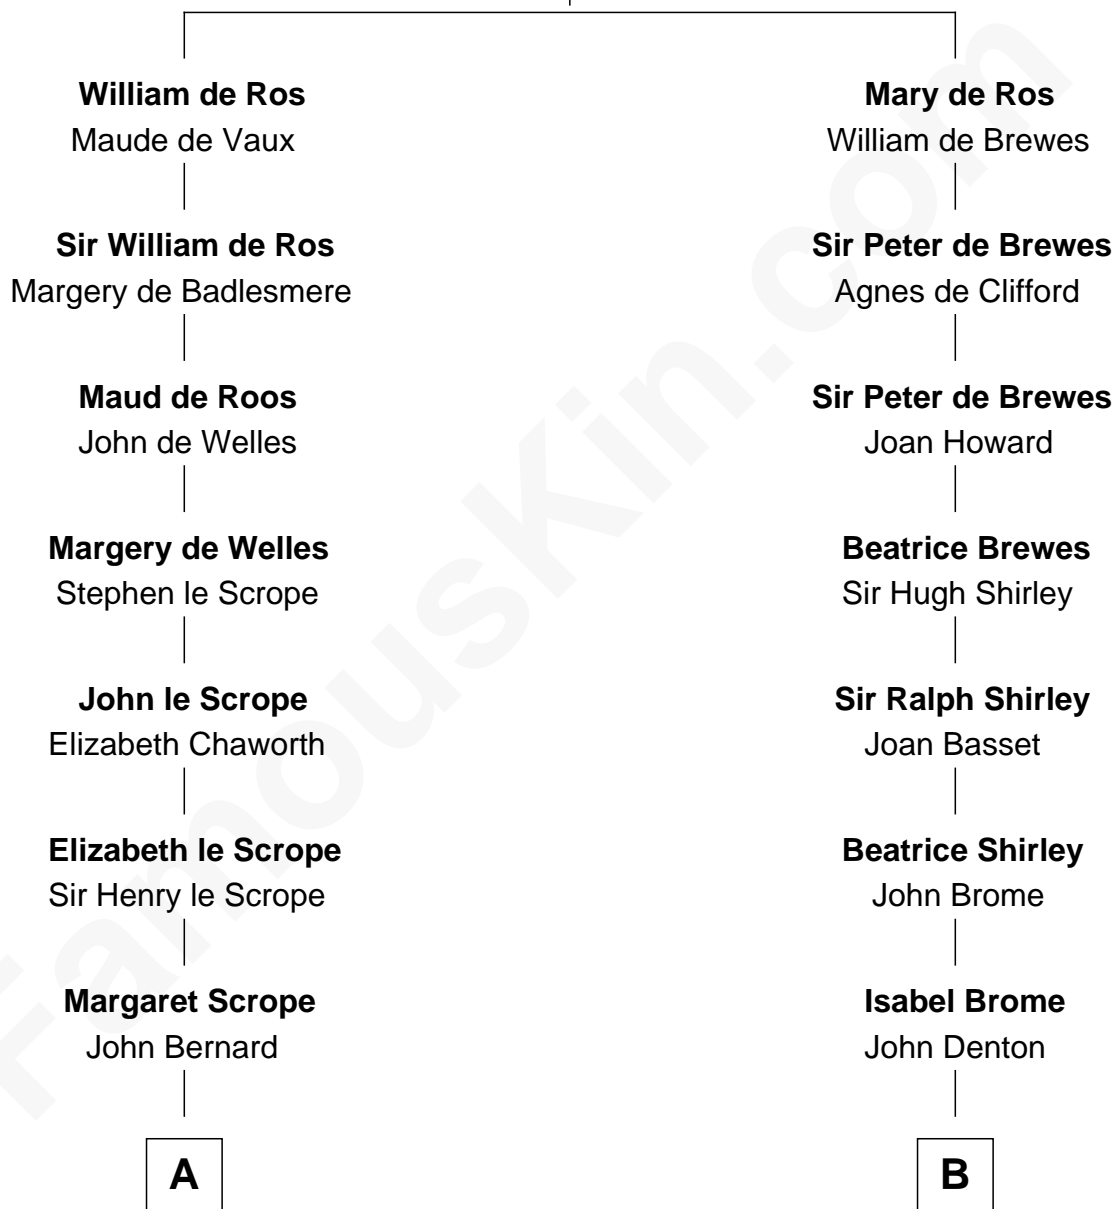 William de Ros
Maude de Vaux
Sir William de Ros
Margery de Badlesmere
Maud de Roos
John de Welles
Margery de Welles
Stephen le Scrope
John le Scrope
Elizabeth Chaworth
Elizabeth le Scrope
Sir Henry le Scrope
Margaret Scrope
John Bernard
A
Mary de Ros
William de Brewes
Sir Peter de Brewes
Agnes de Clifford
Sir Peter de Brewes
Joan Howard
Beatrice Brewes
Sir Hugh Shirley
Sir Ralph Shirley
Joan Basset
Beatrice Shirley
John Brome
Isabel Brome
John Denton
B
FamousKin.com